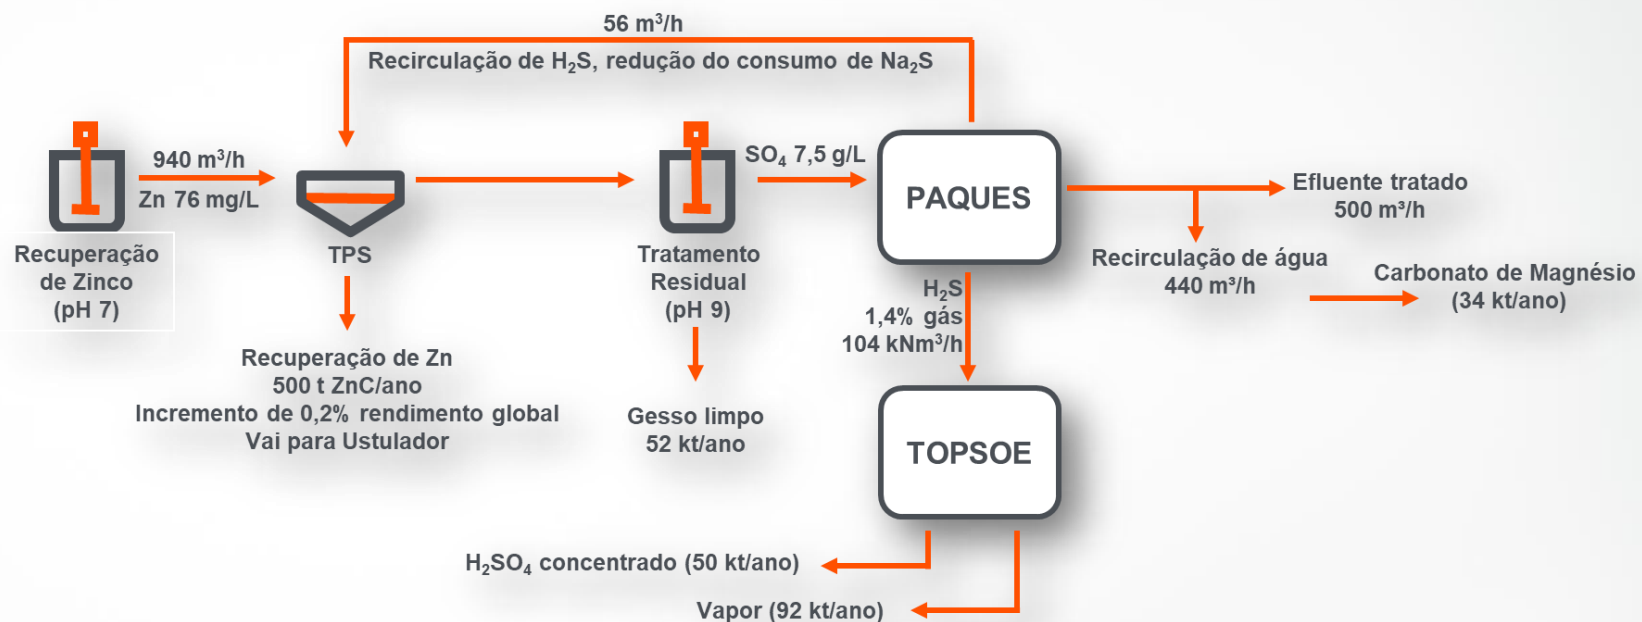 56 m³/h
Recirculação de H₂S, redução do consumo de Na₂S
940 m³/h
Zn 76 mg/L
Recuperação
de Zinco
(pH 7)
TPS
Recuperação de Zn
500 t ZnC/ano
Incremento de 0,2% rendimento global
Vai para Ustulador
Tratamento
Residual
(pH 9)
Gesso limpo
52 kt/ano
SO₄ 7,5 g/L
PAQUES
Efluente tratado
500 m³/h
Recirculação de água
440 m³/h
Carbonato de Magnésio
(34 kt/ano)
H₂S
1,4% gás
104 kNm³/h
TOPSOE
H₂SO₄ concentrado (50 kt/ano)
Vapor (92 kt/ano)